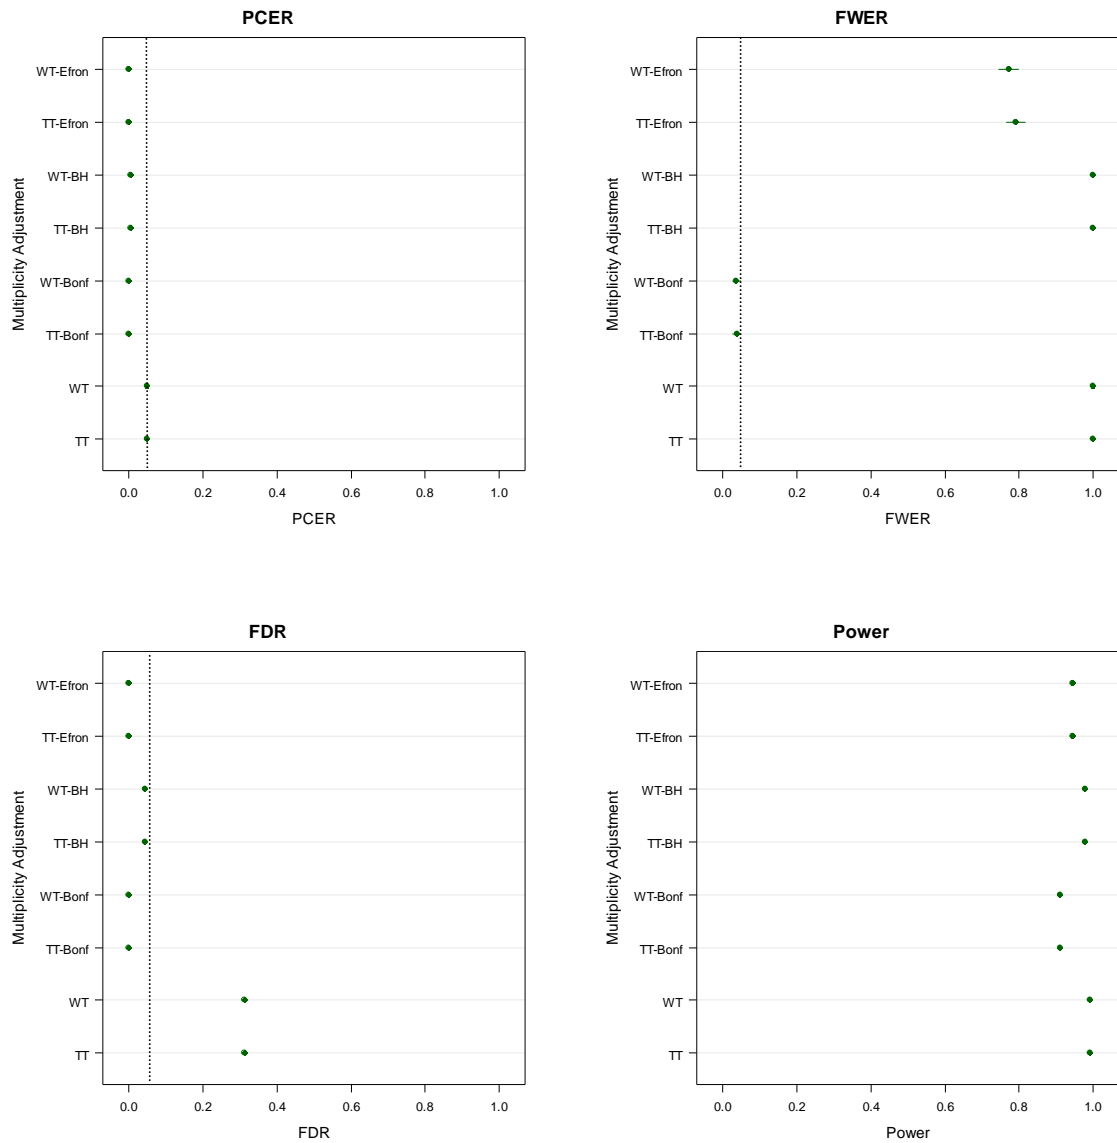 PCER
Multiplicity Adjustment
WT-Efron
TT-Efron
WT-BH
TT-BH
WT-Bonf
TT-Bonf
WT
TT
0.0 0.2 0.4 0.6 0.8 1.0
PCER
FWER
Multiplicity Adjustment
WT-Efron
TT-Efron
WT-BH
TT-BH
WT-Bonf
TT-Bonf
WT
TT
0.0 0.2 0.4 0.6 0.8 1.0
FWER
FDR
Multiplicity Adjustment
WT-Efron
TT-Efron
WT-BH
TT-BH
WT-Bonf
TT-Bonf
WT
TT
0.0 0.2 0.4 0.6 0.8 1.0
FDR
Power
Multiplicity Adjustment
WT-Efron
TT-Efron
WT-BH
TT-BH
WT-Bonf
TT-Bonf
WT
TT
0.0 0.2 0.4 0.6 0.8 1.0
Power